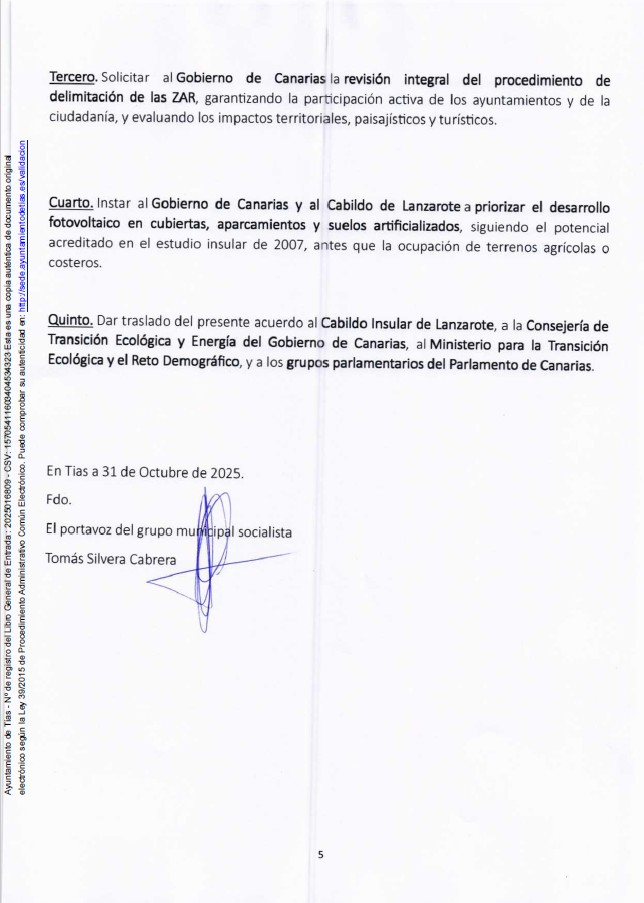 Tercero. Solicitar al Gobierno de Canarias la revisión integral del procedimiento de
delimitación de las ZAR, garantizando la participación activa de los ayuntamientos y de la
ciudadanía, y evaluando los impactos territoriales, paisajísticos y turísticos.
Cuarto. Instar al Gobierno de Canarias y al Cabildo de Lanzarote a priorizar el desarrollo
fotovoltaico en cubiertas, aparcamientos y suelos artificializados, siguiendo el potencial
acreditado en el estudio insular de 2007, antes que la ocupación de terrenos agrícolas o
costeros.
Quinto. Dar traslado del presente acuerdo al Cabildo Insular de Lanzarote, a la Consejería de
Transición Ecológica y Energía del Gobierno de Canarias, al Ministerio para la Transición
Ecológica y el Reto Demográfico, y a los grupos parlamentarios del Parlamento de Canarias.
En Tias a 31 de Octubre de 2025.
Fdo.
El portavoz del grupo municipal socialista
Tomás Silvera Cabrera
5
Ayuntamiento de Tías - Nº de registro del Libro General de Entrada : 2025016809 - CSV: 15705411603404534323 Esta es una copia auténtica de documento original
electrónico según la Ley 39/2015 de Procedimiento Administrativo Común Electrónico. Puede comprobar su autenticidad en: http://sede.ayuntamientodetias.es/validacion